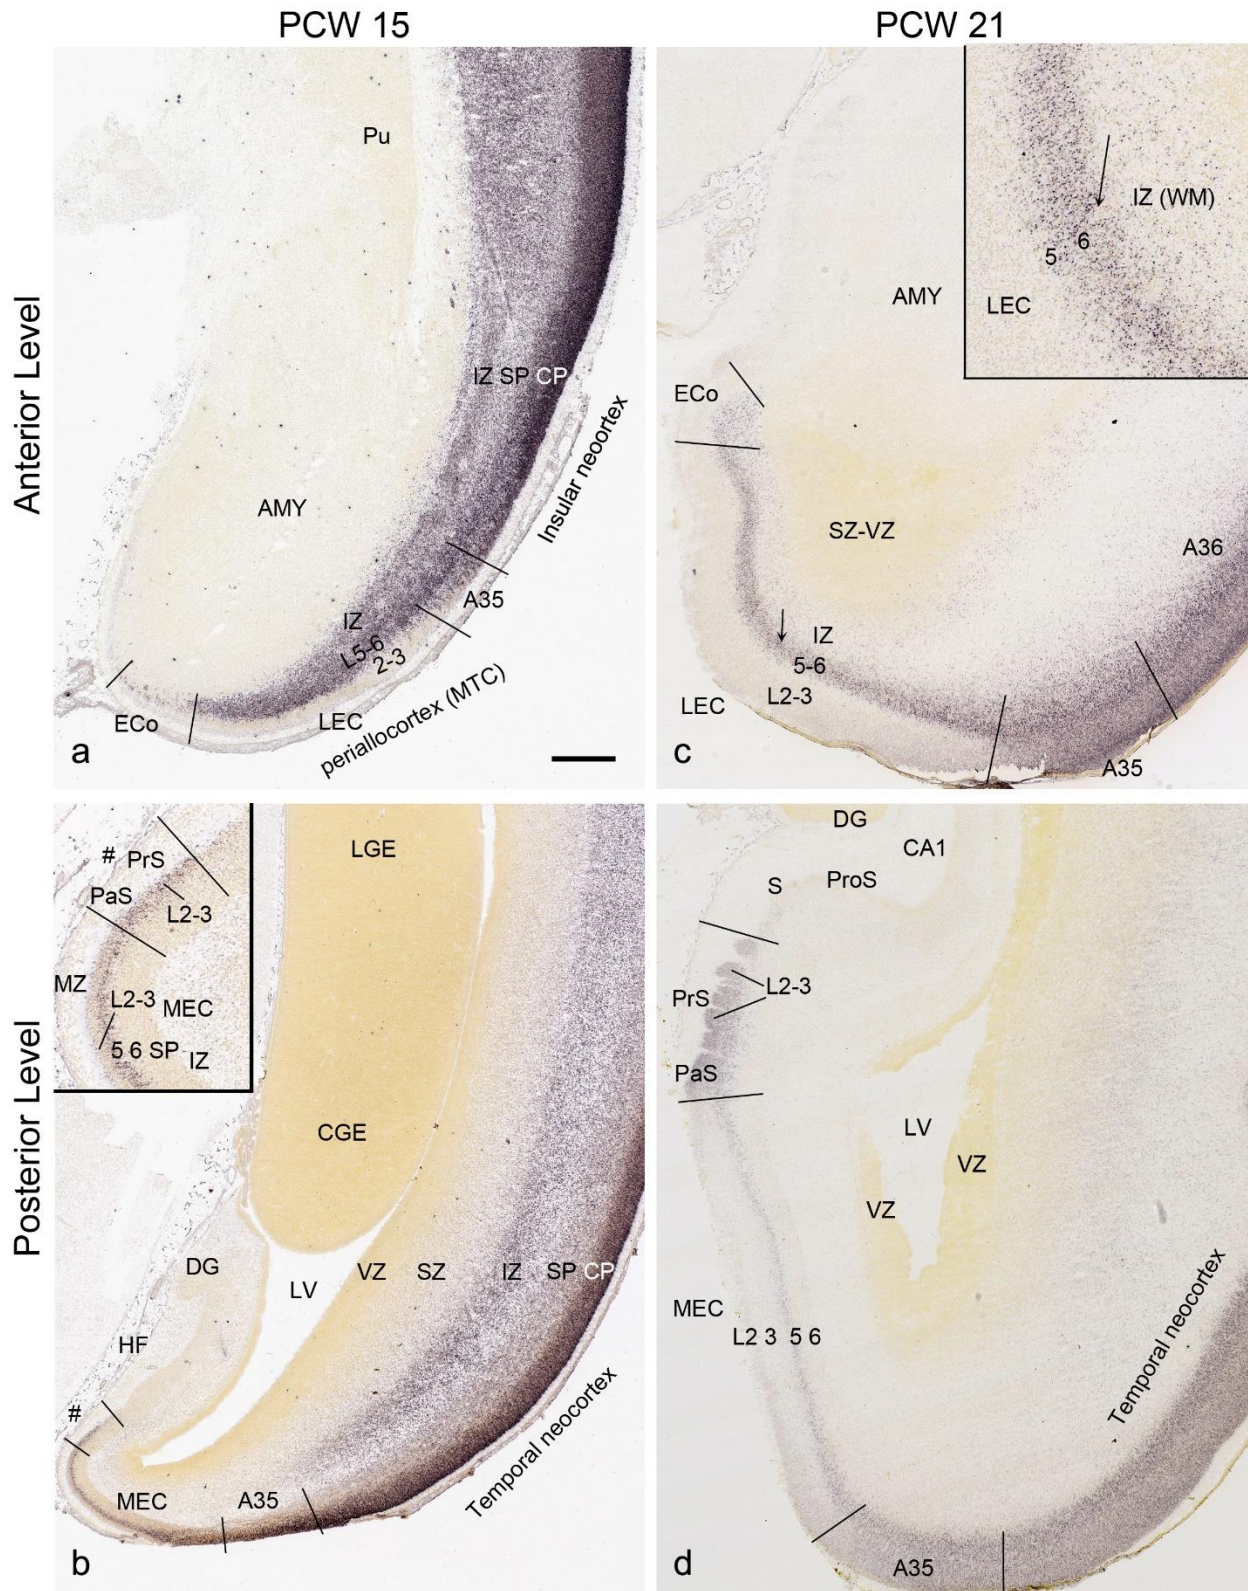 PCW 15
PCW 21
Anterior Level
Pu
IZ SP CP
Insular neoortex
AMY
A35
IZ
L5-6
2-3
ECo
LEC
periallocortex (MTC)
a
IZ (WM)
6
5
LEC
AMY
ECo
SZ-VZ
A36
IZ
5-6
L2-3
LEC
A35
c
Posterior Level
#
PrS
PaS
L2-3
MZ
L2-3
MEC
5 6 SP
IZ
LGE
CGE
DG
LV
VZ
SZ
IZ
SP
CP
HF
#
MEC
A35
Temporal neocortex
b
DG
CA1
S
ProS
L2-3
PrS
PaS
LV
VZ
VZ
MEC
L2 3 5 6
Temporal neocortex
A35
d